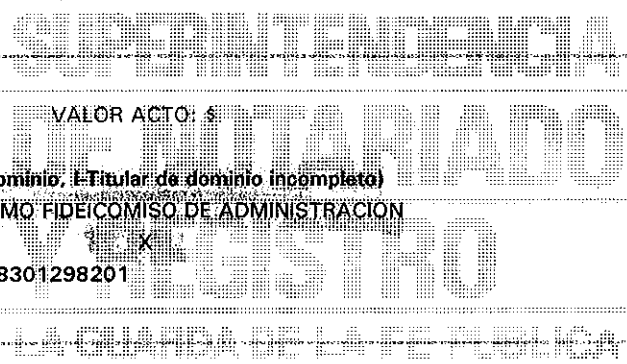 SUPERINTENDENCIA
VALOR ACTO: $
DE NOTARIADO
ominio, I-Titular de dominio incompleto)
MO FIDEICOMISO DE ADMINISTRACION
X
Y REGISTRO
8301298201
LA GUARDA DE LA FE PUBLICA